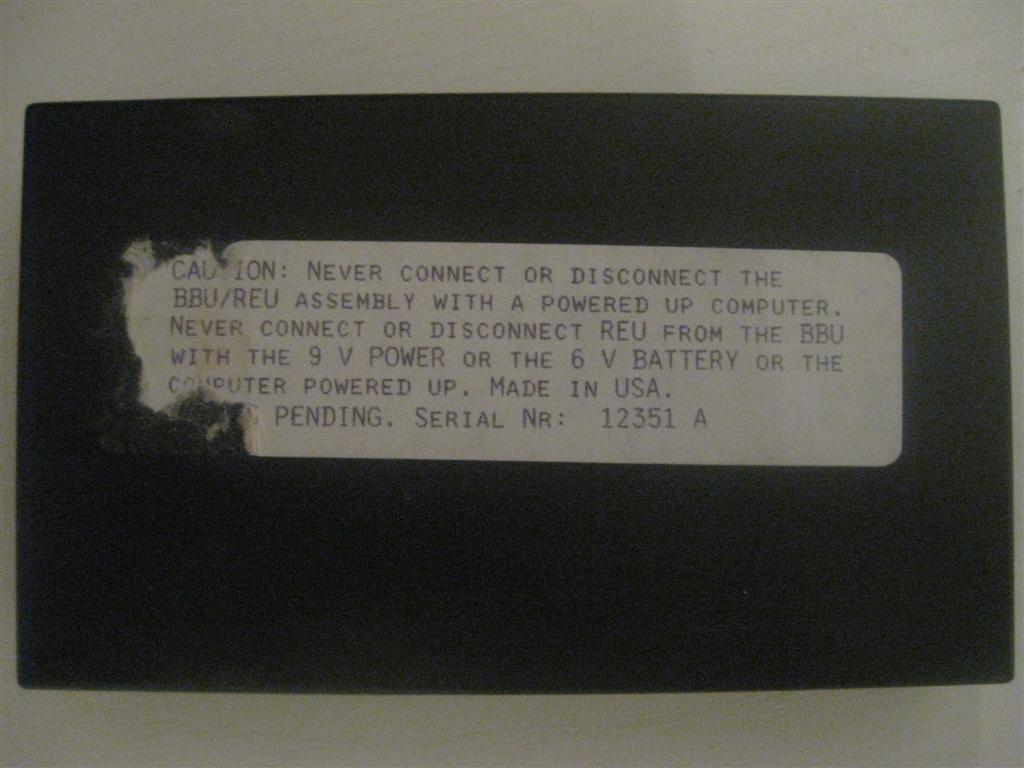 CAUTION: NEVER CONNECT OR DISCONNECT THE
BBU/REU ASSEMBLY WITH A POWERED UP COMPUTER.
NEVER CONNECT OR DISCONNECT REU FROM THE BBU
WITH THE 9 V POWER OR THE 6 V BATTERY OR THE
COMPUTER POWERED UP. MADE IN USA.
PENDING. SERIAL NR: 12351 A